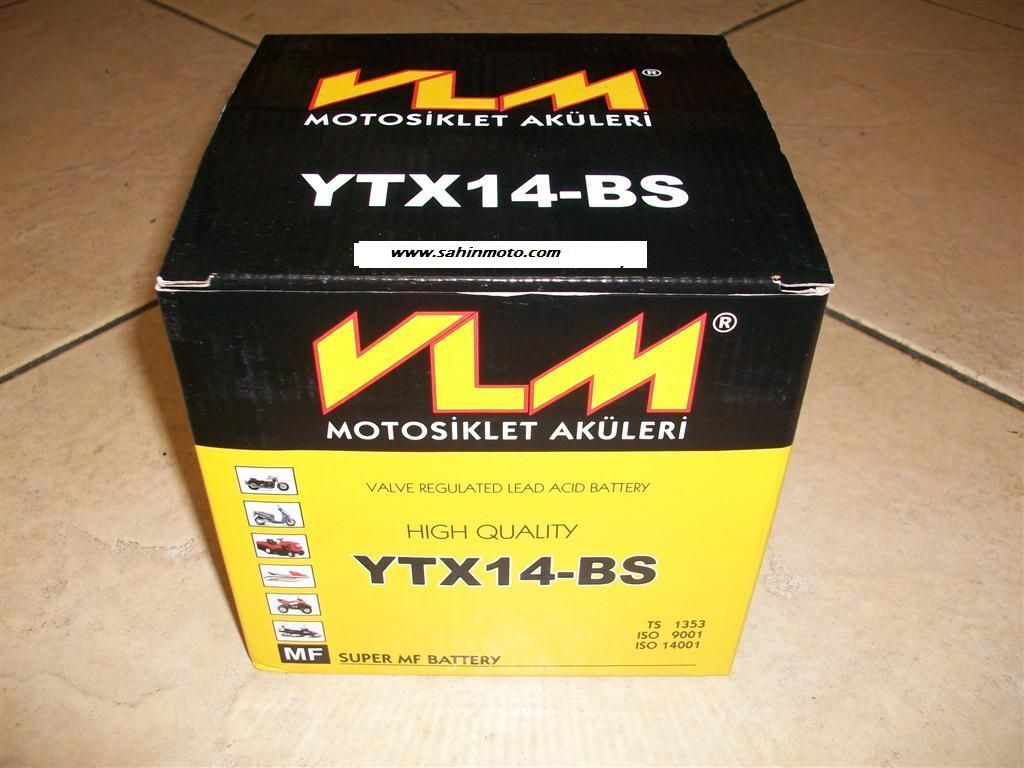 VLM®
MOTOSİKLET AKÜLERİ
YTX14-BS
www.sahinmoto.com
VLM®
MOTOSİKLET AKÜLERİ
VALVE REGULATED LEAD ACID BATTERY
HIGH QUALITY
YTX14-BS
TS 1353
ISO 9001
ISO 14001
MF SUPER MF BATTERY